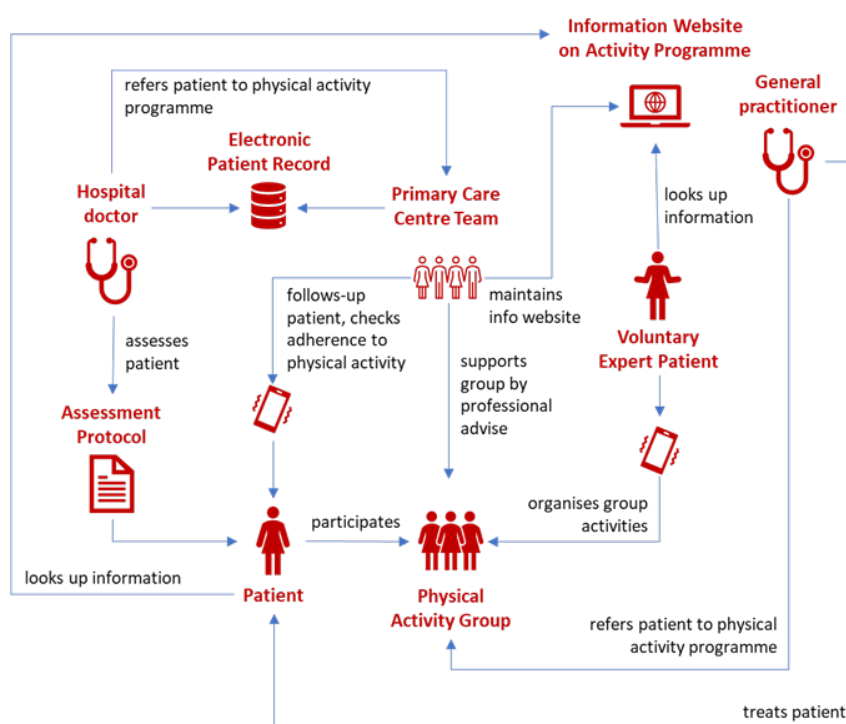 Information Website
on Activity Programme
General
practitioner
refers patient to physical activity
programme
Electronic
Patient Record
Hospital
doctor
Primary Care
Centre Team
looks up
information
follows-up
patient, checks
adherence to
physical activity
maintains
info website
Voluntary
Expert Patient
assesses
patient
supports
group by
professional
advise
Assessment
Protocol
participates
organises group
activities
looks up information
Patient
Physical
Activity Group
refers patient to physical
activity programme
treats patient